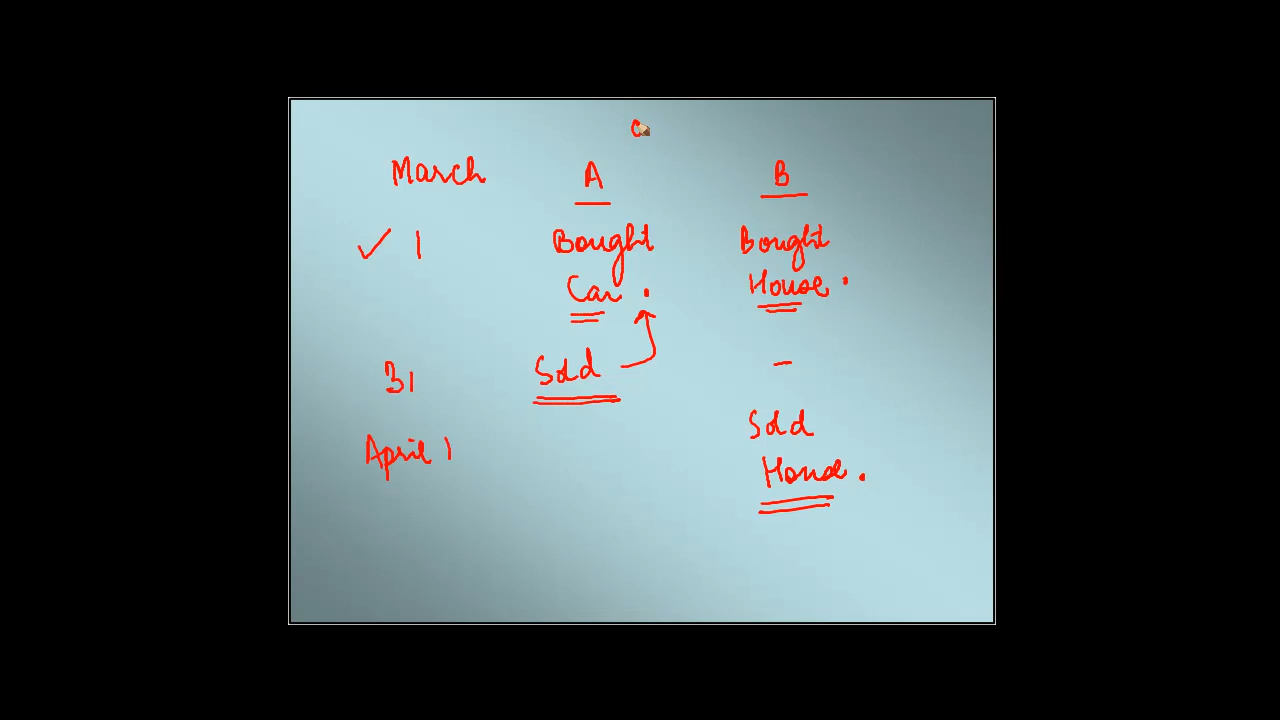 March A B
1 Bought Bought
Car. House.
31 Sold -
Sold
April 1
House.